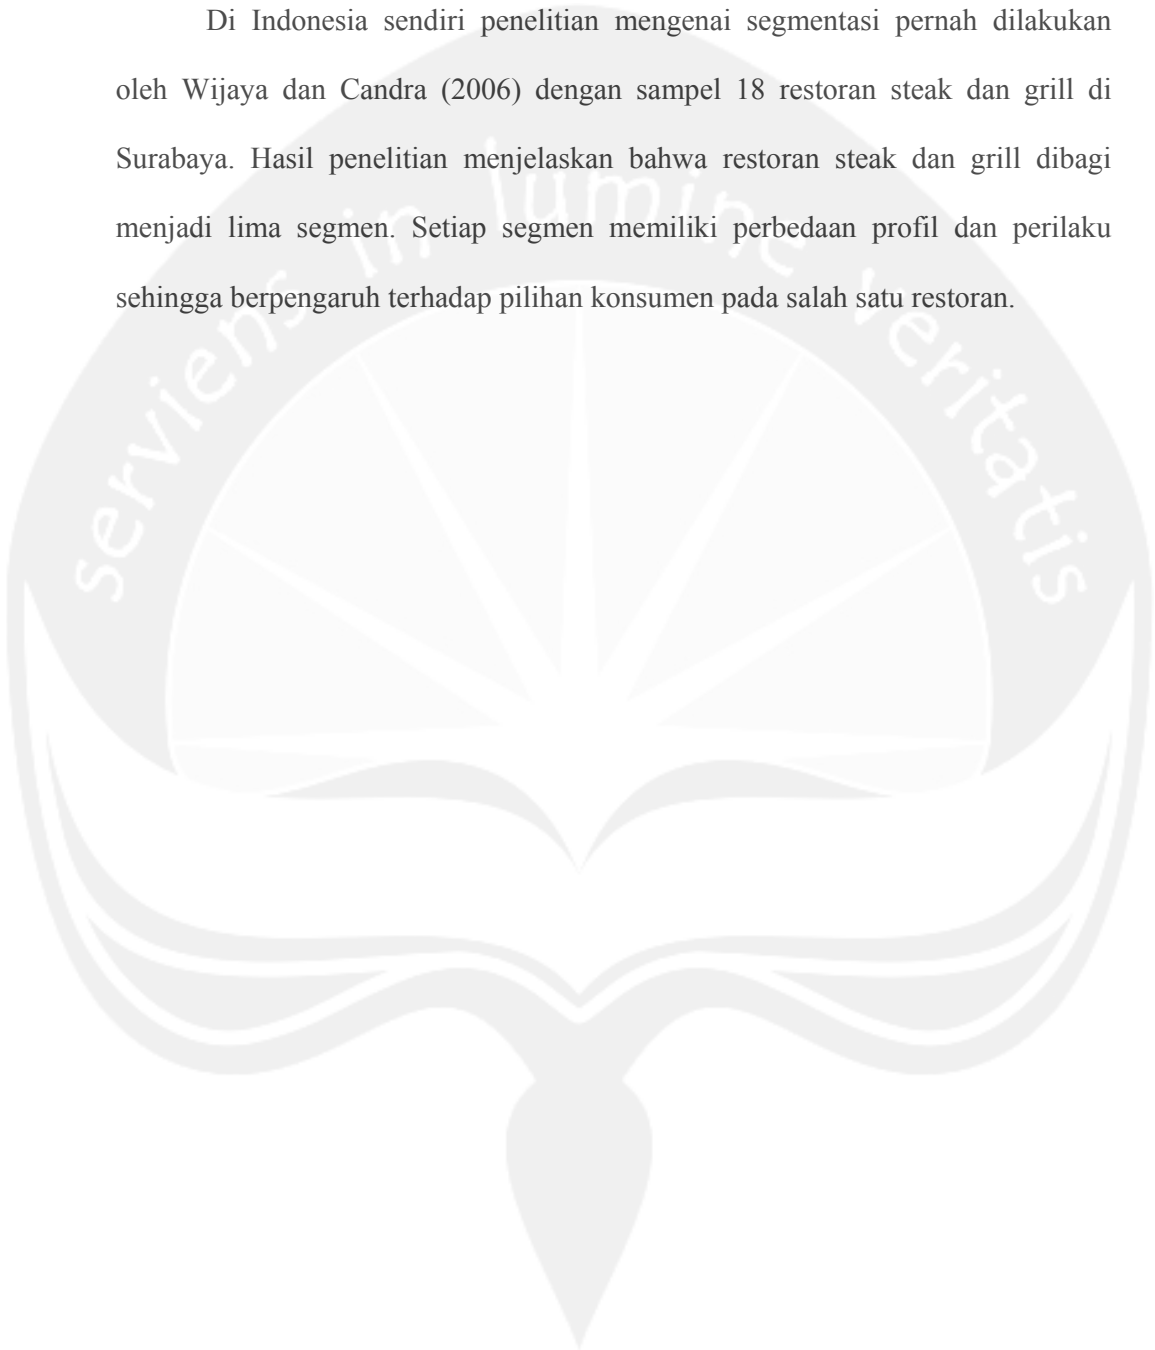 Di Indonesia sendiri penelitian mengenai segmentasi pernah dilakukan
oleh Wijaya dan Candra (2006) dengan sampel 18 restoran steak dan grill di
Surabaya. Hasil penelitian menjelaskan bahwa restoran steak dan grill dibagi
menjadi lima segmen. Setiap segmen memiliki perbedaan profil dan perilaku
sehingga berpengaruh terhadap pilihan konsumen pada salah satu restoran.
serviens in lumine veritatis